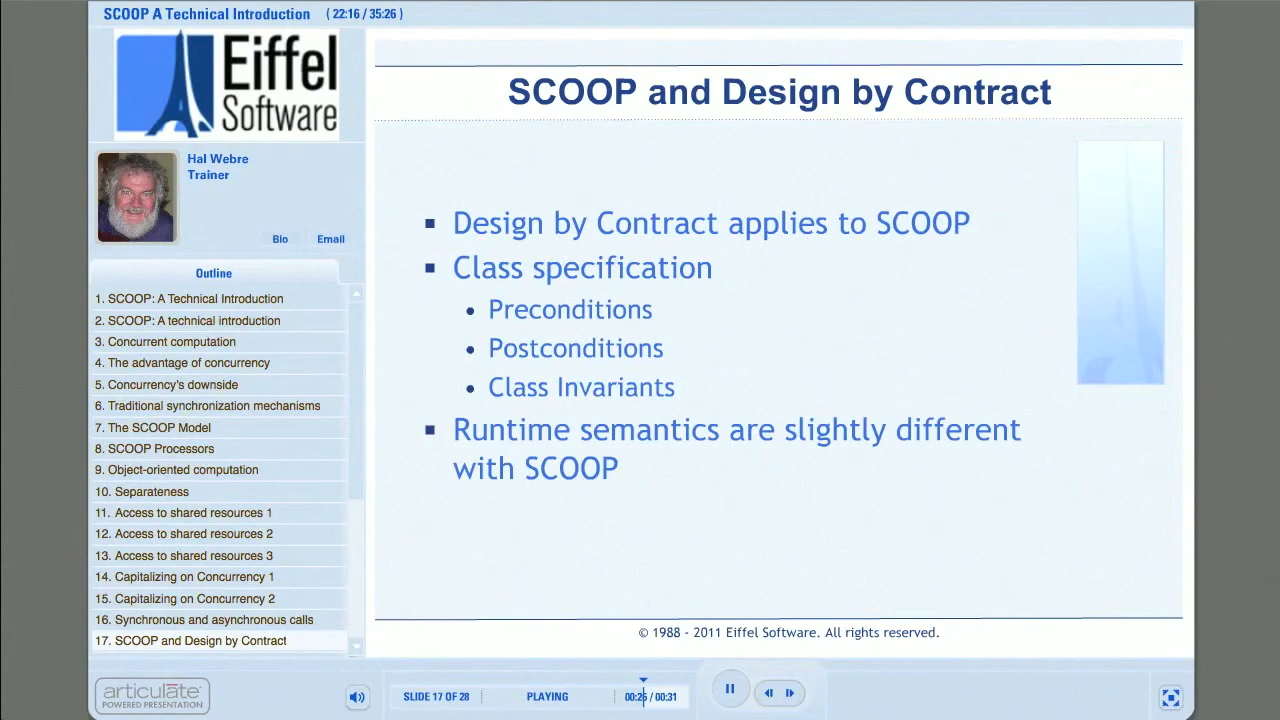 SCOOP A Technical Introduction ( 22:16 / 35:26 )
Eiffel
Software
Hal Webre
Trainer
Bio Email
Outline
1. SCOOP: A Technical Introduction
2. SCOOP: A technical introduction
3. Concurrent computation
4. The advantage of concurrency
5. Concurrency's downside
6. Traditional synchronization mechanisms
7. The SCOOP Model
8. SCOOP Processors
9. Object-oriented computation
10. Separateness
11. Access to shared resources 1
12. Access to shared resources 2
13. Access to shared resources 3
14. Capitalizing on Concurrency 1
15. Capitalizing on Concurrency 2
16. Synchronous and asynchronous calls
17. SCOOP and Design by Contract
SCOOP and Design by Contract
Design by Contract applies to SCOOP
Class specification
Preconditions
Postconditions
Class Invariants
Runtime semantics are slightly different
with SCOOP
© 1988 - 2011 Eiffel Software. All rights reserved.
articulate
POWERED PRESENTATION
SLIDE 17 OF 28 PLAYING 00:26 / 00:31